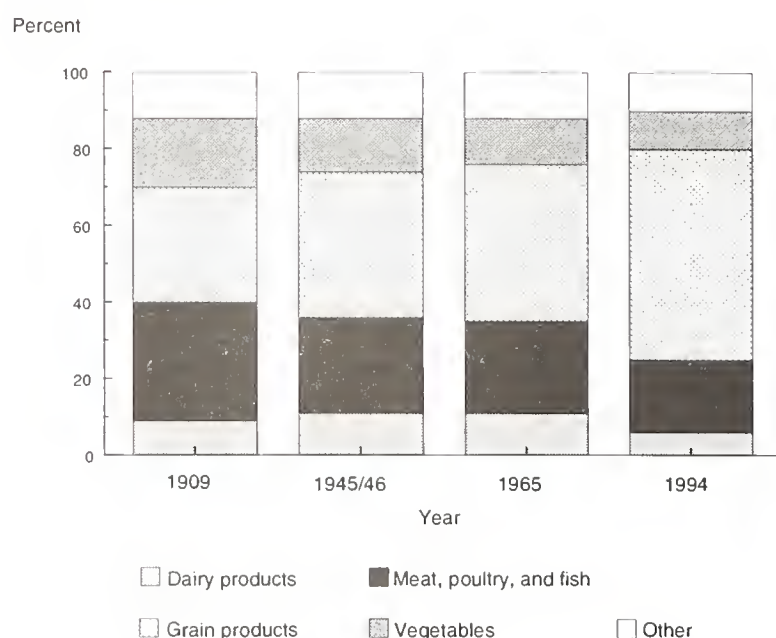 Percent
100
80
60
40
20
0
1909 1945/46 1965 1994
Year
Dairy products Meat, poultry, and fish
Grain products Vegetables Other